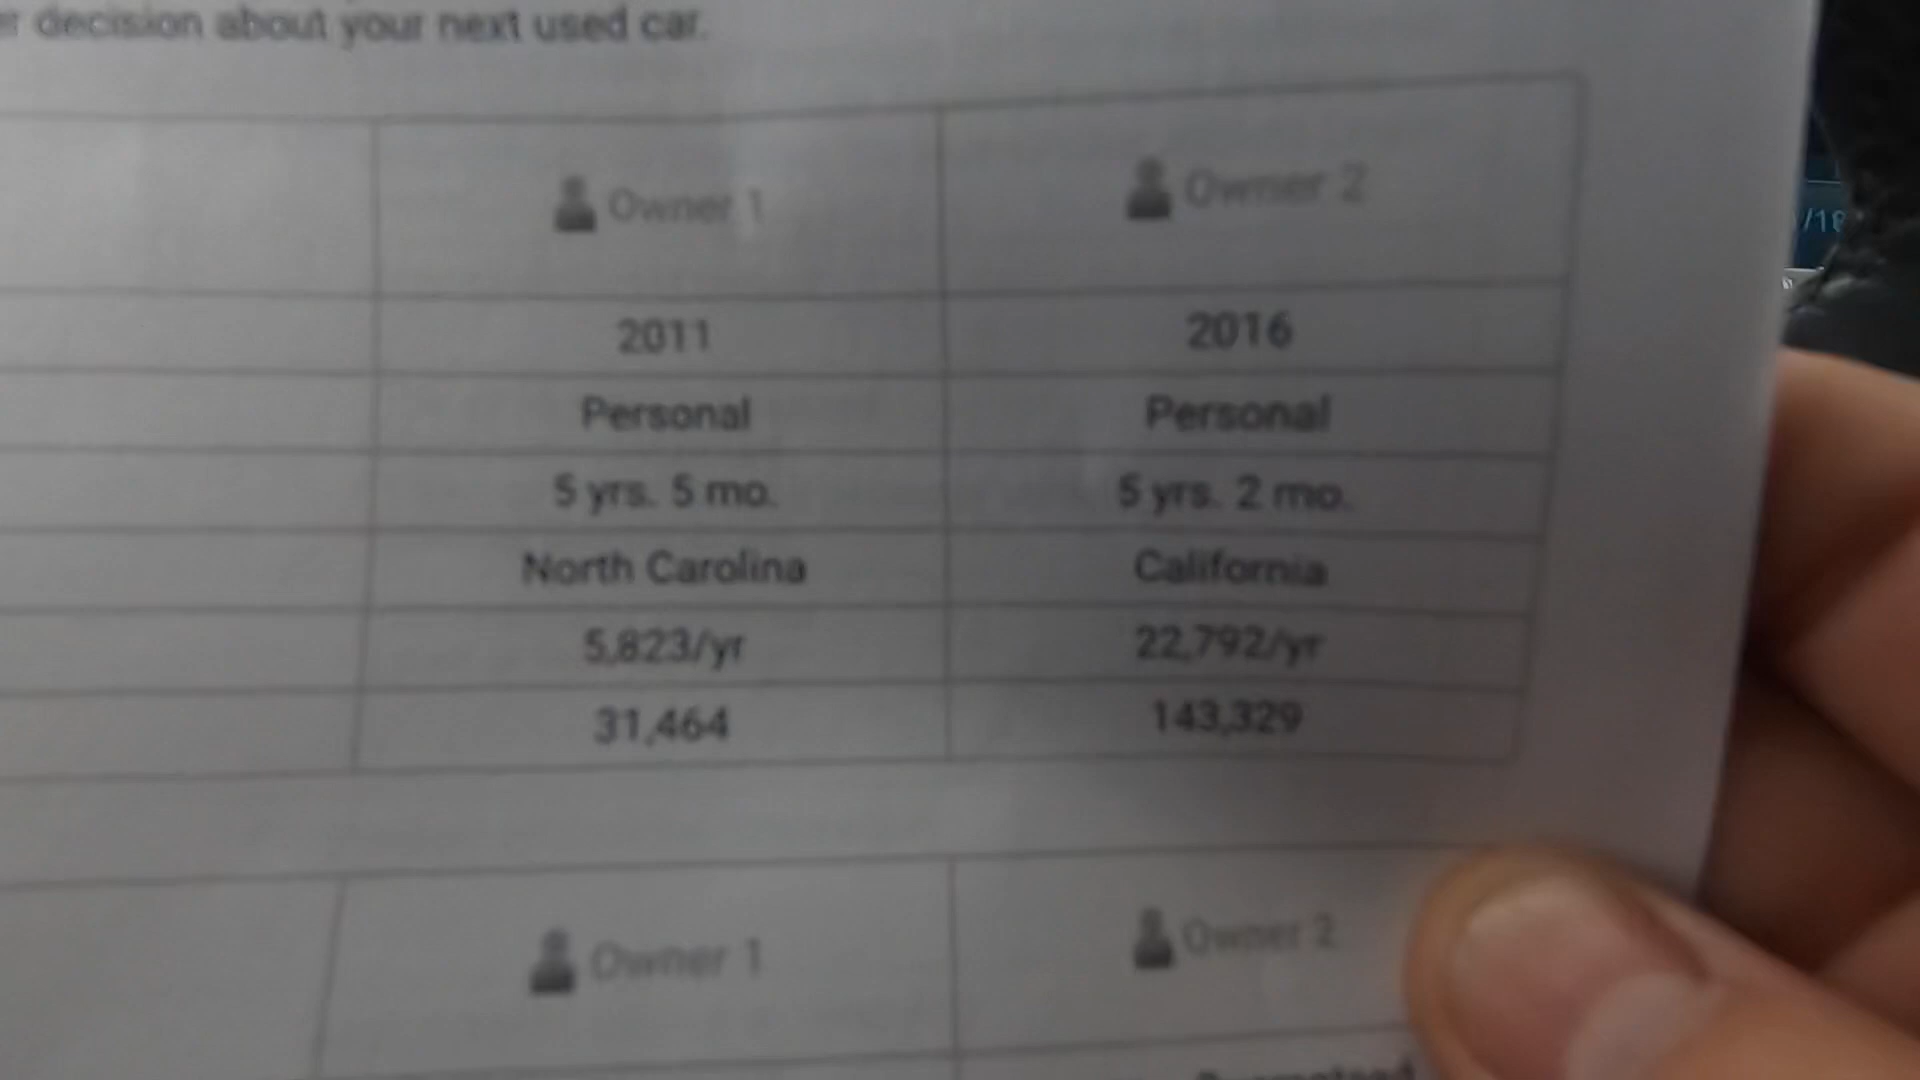 decision about your next used car.
Owner 1 Owner 2
2011 2016
Personal Personal
5 yrs. 5 mo. 5 yrs. 2 mo.
North Carolina California
5,823/yr 22,792/yr
31,464 143,329
Owner 1 Owner 2
/18